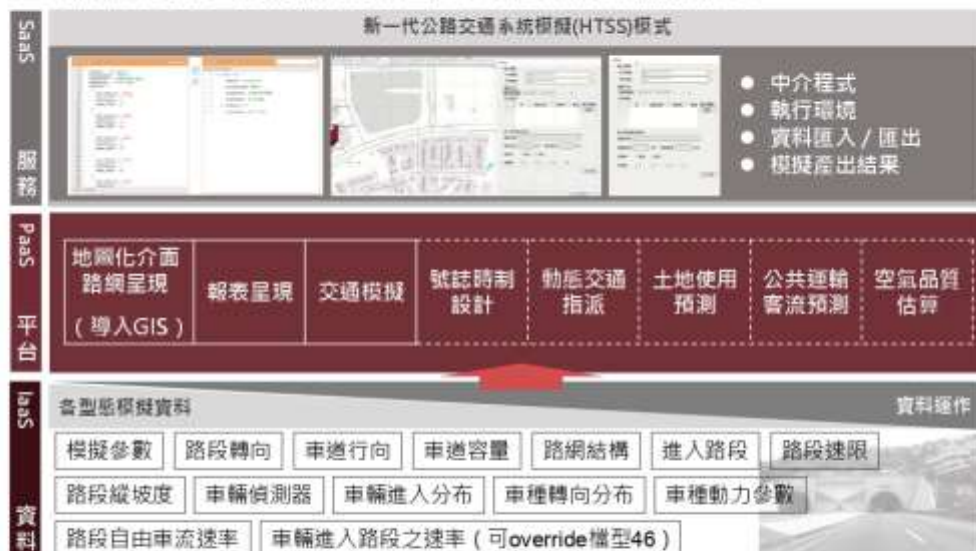 SaaS
服務
新一代公路交通系統模擬(HTSS)模式
● 中介程式
● 執行環境
● 資料匯入 / 匯出
● 模擬產出結果
PaaS
平台
地圖化介面
路網呈現
（導入GIS）
報表呈現
交通模擬
號誌時制
設計
動態交通
指派
土地使用
預測
公共運輸
客流預測
空氣品質
估算
IaaS
資料
各型態模擬資料
資料運作
模擬參數 路段轉向 車道行向 車道容量 路網結構 進入路段 路段速限
路段縱坡度 車輛偵測器 車輛進入分布 車種轉向分布 車種動力參數
路段自由車流速率 車輛進入路段之速率（可override檔型46）